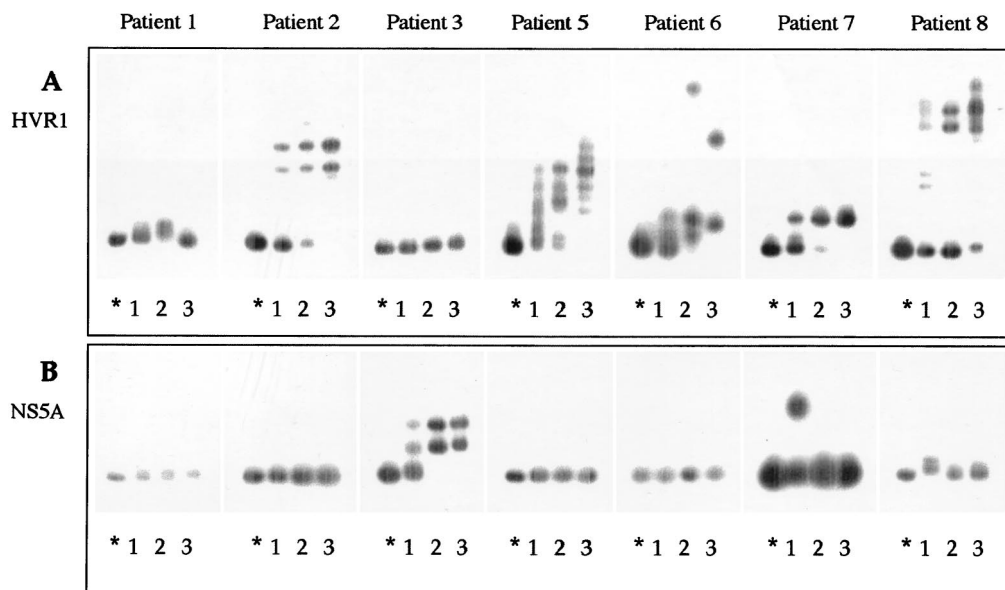 Patient 1 Patient 2 Patient 3 Patient 5 Patient 6 Patient 7 Patient 8
A
HVR1
* 1 2 3 * 1 2 3 * 1 2 3 * 1 2 3 * 1 2 3 * 1 2 3 * 1 2 3
B
NS5A
* 1 2 3 * 1 2 3 * 1 2 3 * 1 2 3 * 1 2 3 * 1 2 3 * 1 2 3